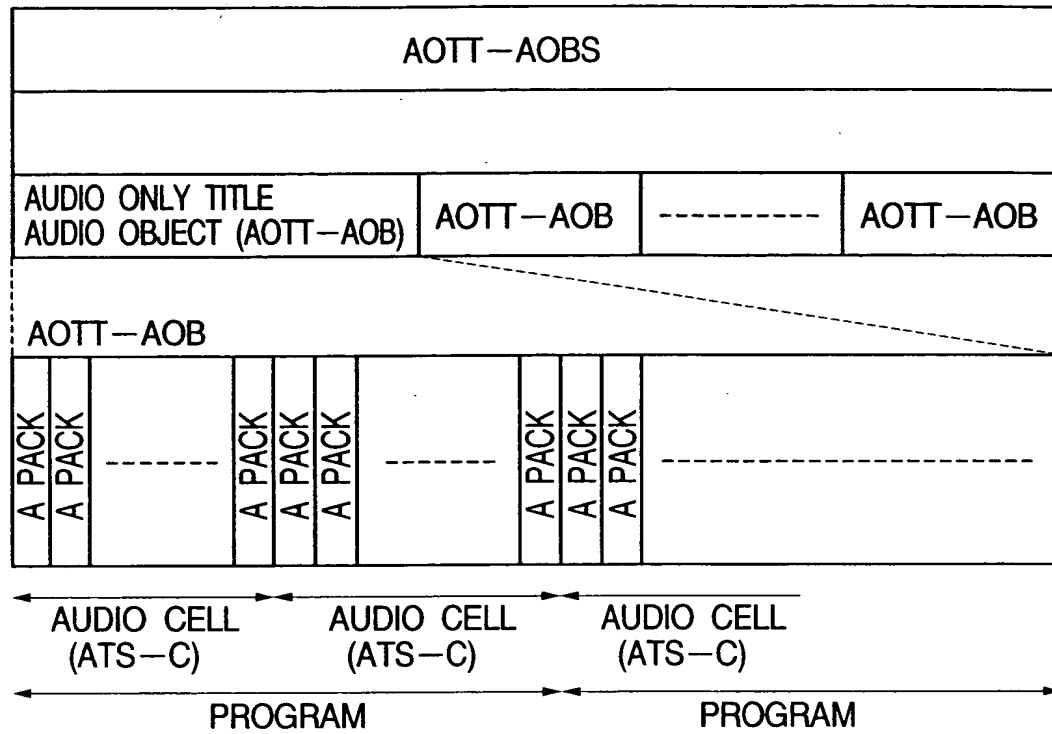 AOTT-AOBS
AUDIO ONLY TITLE
AUDIO OBJECT (AOTT-AOB)
AOTT-AOB
AOTT-AOB
AOTT-AOB
A PACK
A PACK
A PACK
A PACK
A PACK
A PACK
A PACK
A PACK
AUDIO CELL
(ATS-C)
AUDIO CELL
(ATS-C)
AUDIO CELL
(ATS-C)
PROGRAM
PROGRAM